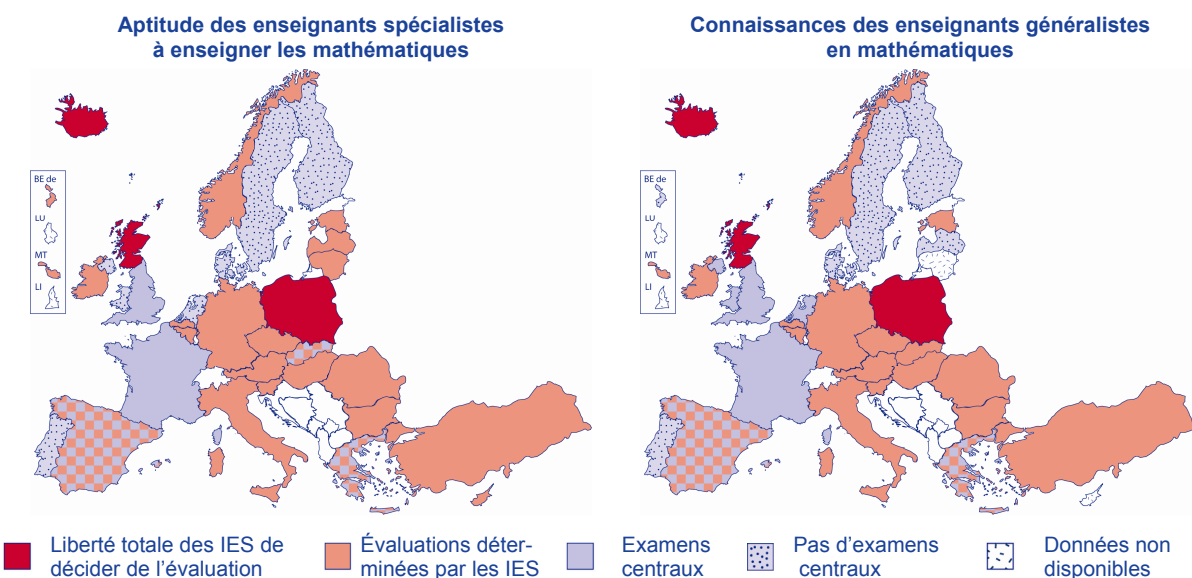 Aptitude des enseignants spécialistes
à enseigner les mathématiques
Connaissances des enseignants généralistes
en mathématiques
BE de
LU
MT
LI
BE de
LU
MT
LI
Liberté totale des IES de
décider de l'évaluation
Évaluations déter-
minées par les IES
Examens
centraux
Pas d'examens
centraux
Données non
disponibles